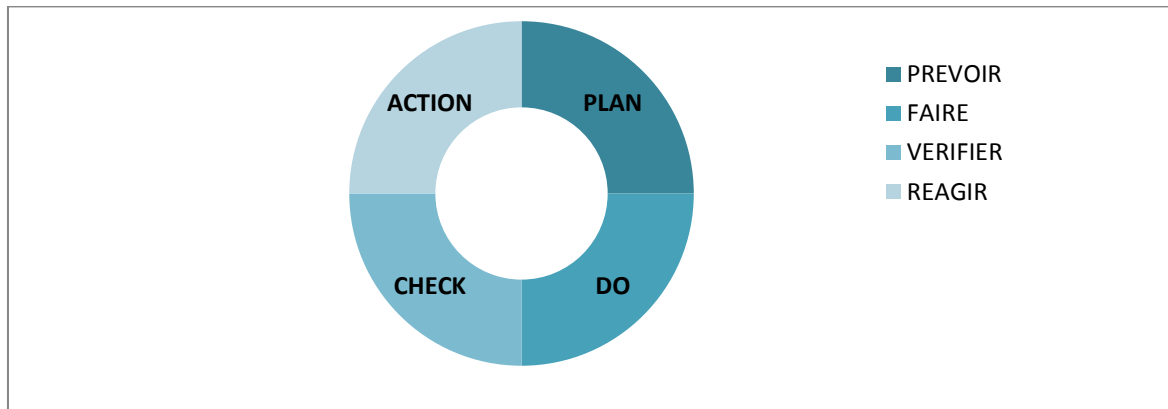 ACTION
PLAN
CHECK
DO
PREVOIR
FAIRE
VERIFIER
REAGIR